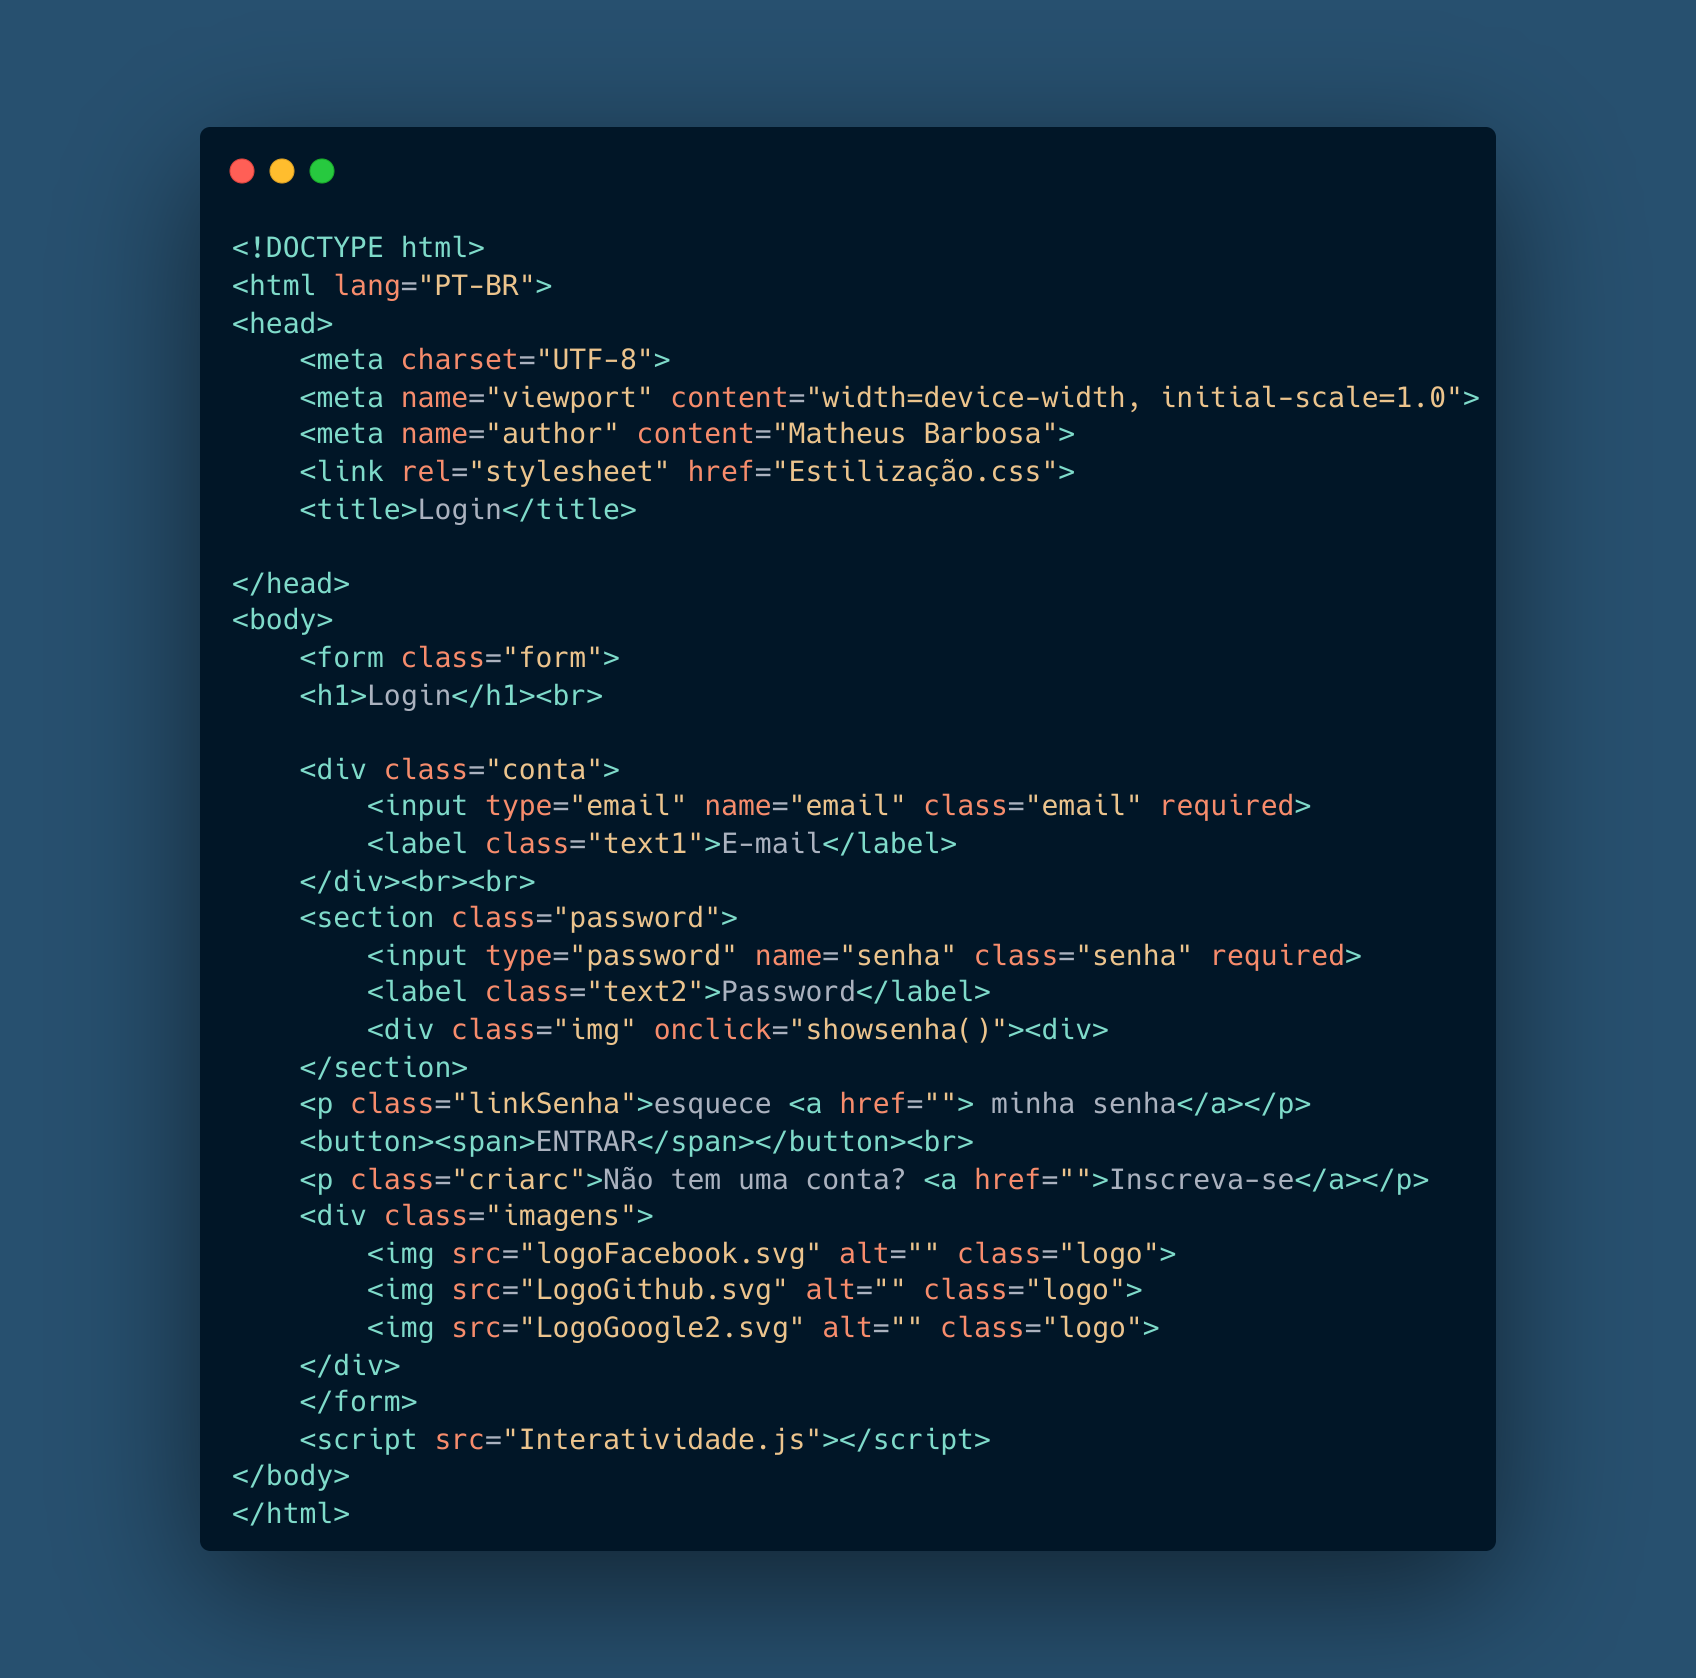 <!DOCTYPE html>
<html lang="PT-BR">
<head>
    <meta charset="UTF-8">
    <meta name="viewport" content="width=device-width, initial-scale=1.0">
    <meta name="author" content="Matheus Barbosa">
    <link rel="stylesheet" href="Estilização.css">
    <title>Login</title>

</head>
<body>
    <form class="form">
    <h1>Login</h1><br>

    <div class="conta">
        <input type="email" name="email" class="email" required>
        <label class="text1">E-mail</label>
    </div><br><br>
    <section class="password">
        <input type="password" name="senha" class="senha" required>
        <label class="text2">Password</label>
        <div class="img" onclick="showsenha()"><div>
    </section>
    <p class="linkSenha">esquece <a href=""> minha senha</a></p>
    <button><span>ENTRAR</span></button><br>
    <p class="criarc">Não tem uma conta? <a href="">Inscreva-se</a></p>
    <div class="imagens">
        <img src="logoFacebook.svg" alt="" class="logo">
        <img src="LogoGithub.svg" alt="" class="logo">
        <img src="LogoGoogle2.svg" alt="" class="logo">
    </div>
    </form>
    <script src="Interatividade.js"></script>
</body>
</html>